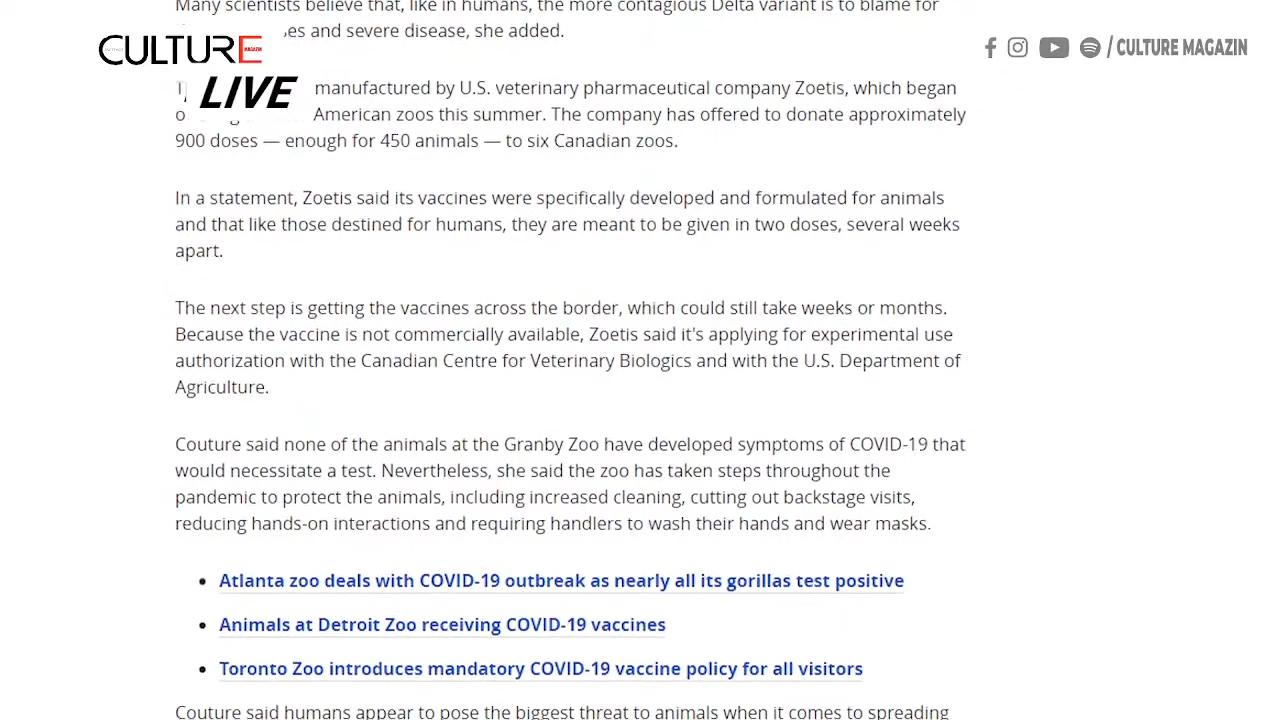 Many scientists believe that, like in humans, the more contagious Delta variant is to blame for
es and severe disease, she added.
CULTURE
MAGAZIN
LIVE
/ CULTURE MAGAZIN
manufactured by U.S. veterinary pharmaceutical company Zoetis, which began
American zoos this summer. The company has offered to donate approximately
900 doses — enough for 450 animals — to six Canadian zoos.
In a statement, Zoetis said its vaccines were specifically developed and formulated for animals
and that like those destined for humans, they are meant to be given in two doses, several weeks
apart.
The next step is getting the vaccines across the border, which could still take weeks or months.
Because the vaccine is not commercially available, Zoetis said it's applying for experimental use
authorization with the Canadian Centre for Veterinary Biologics and with the U.S. Department of
Agriculture.
Couture said none of the animals at the Granby Zoo have developed symptoms of COVID-19 that
would necessitate a test. Nevertheless, she said the zoo has taken steps throughout the
pandemic to protect the animals, including increased cleaning, cutting out backstage visits,
reducing hands-on interactions and requiring handlers to wash their hands and wear masks.
• Atlanta zoo deals with COVID-19 outbreak as nearly all its gorillas test positive
• Animals at Detroit Zoo receiving COVID-19 vaccines
• Toronto Zoo introduces mandatory COVID-19 vaccine policy for all visitors
Couture said humans appear to pose the biggest threat to animals when it comes to spreading